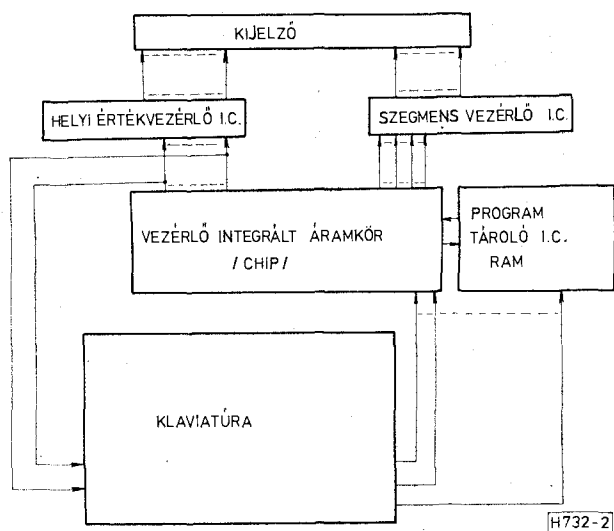 KIJELZŐ
HELYI ÉRTÉKVEZÉRLŐ I.C.
SZEGMENS VEZÉRLŐ I.C.
VEZÉRLŐ INTEGRÁLT ÁRAMKÖR
/ CHIP /
PROGRAM
TÁROLÓ I.C.
RAM
KLAVIATÚRA
H732-2